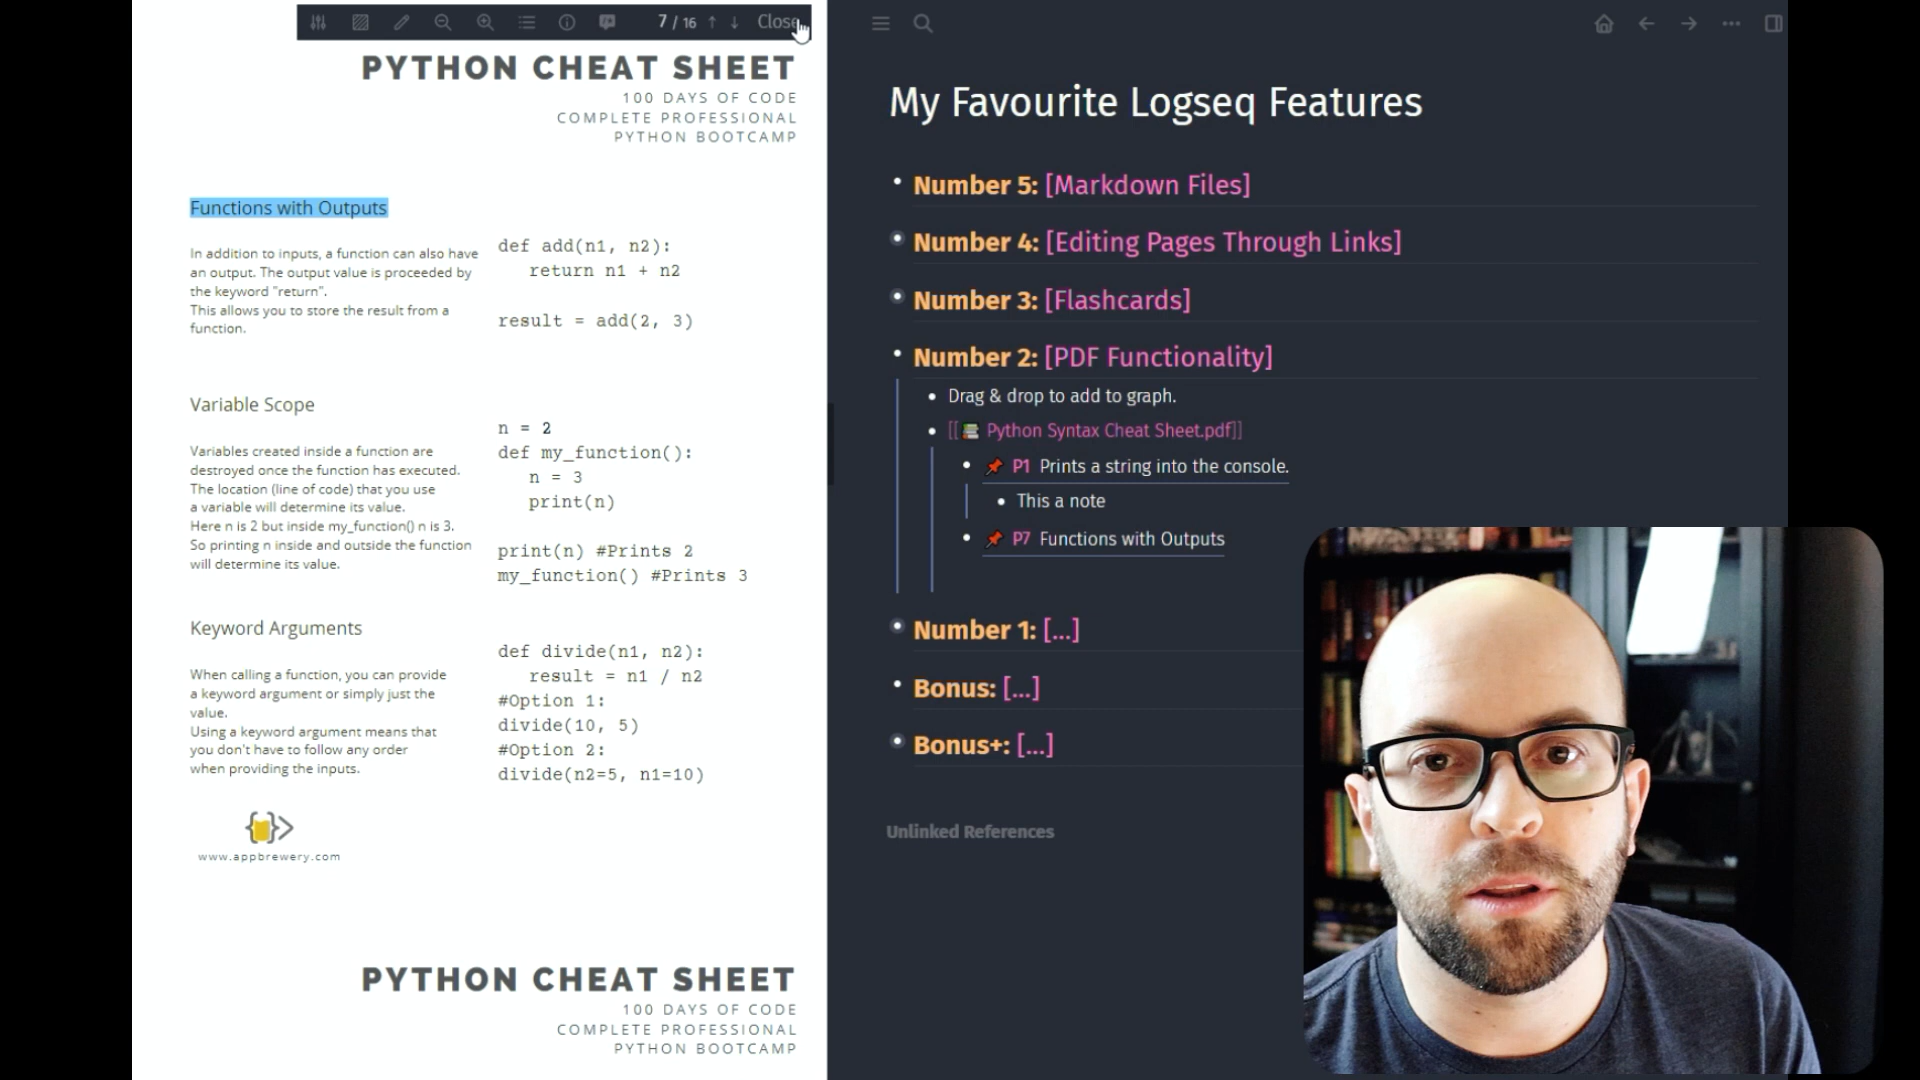 7 / 16 ↑ ↓ Close
PYTHON CHEAT SHEET
100 DAYS OF CODE
COMPLETE PROFESSIONAL
PYTHON BOOTCAMP
Functions with Outputs
In addition to inputs, a function can also have
an output. The output value is proceeded by
the keyword "return".
This allows you to store the result from a
function.
def add(n1, n2):
return n1 + n2
result = add(2, 3)
Variable Scope
Variables created inside a function are
destroyed once the function has executed.
The location (line of code) that you use
a variable will determine its value.
Here n is 2 but inside my_function() n is 3.
So printing n inside and outside the function
will determine its value.
n = 2
def my_function():
n = 3
print(n)
print(n) #Prints 2
my_function() #Prints 3
Keyword Arguments
When calling a function, you can provide
a keyword argument or simply just the
value.
Using a keyword argument means that
you don't have to follow any order
when providing the inputs.
def divide(n1, n2):
result = n1 / n2
#Option 1:
divide(10, 5)
#Option 2:
divide(n2=5, n1=10)
www.appbrewery.com
PYTHON CHEAT SHEET
100 DAYS OF CODE
COMPLETE PROFESSIONAL
PYTHON BOOTCAMP
My Favourite Logseq Features
Number 5: [Markdown Files]
Number 4: [Editing Pages Through Links]
Number 3: [Flashcards]
Number 2: [PDF Functionality]
Drag & drop to add to graph.
[[📚 Python Syntax Cheat Sheet.pdf]]
📌 P1 Prints a string into the console.
This a note
📌 P7 Functions with Outputs
Number 1: [...]
Bonus: [...]
Bonus+: [...]
Unlinked References